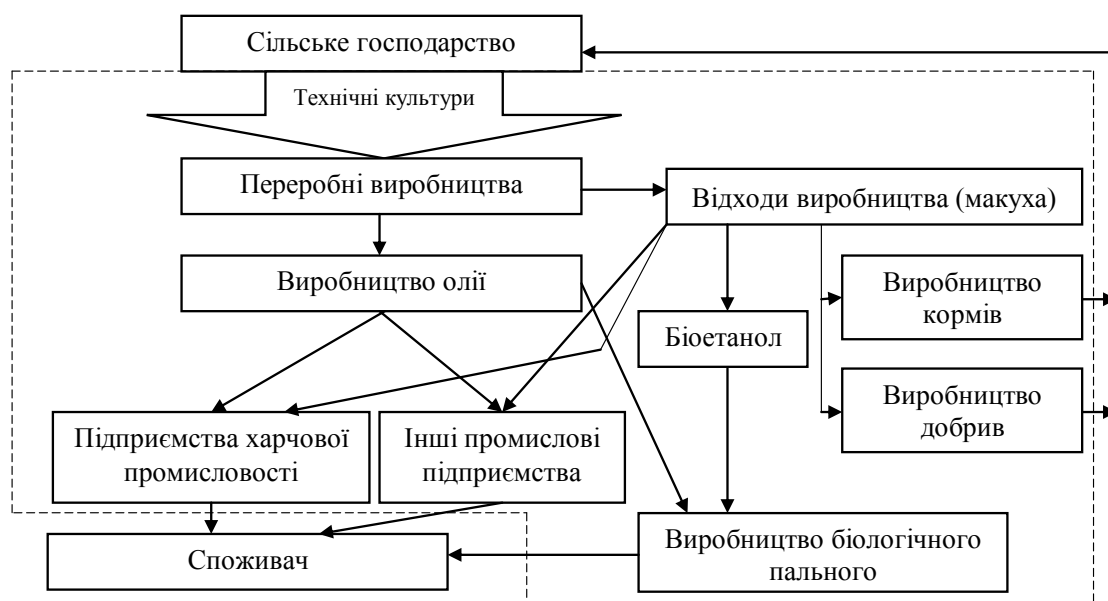 Сільське господарство
Технічні культури
Переробні виробництва
Відходи виробництва (макуха)
Виробництво олії
Виробництво
кормів
Біоетанол
Виробництво
добрив
Підприємства харчової
промисловості
Інші промислові
підприємства
Виробництво біологічного
пального
Споживач